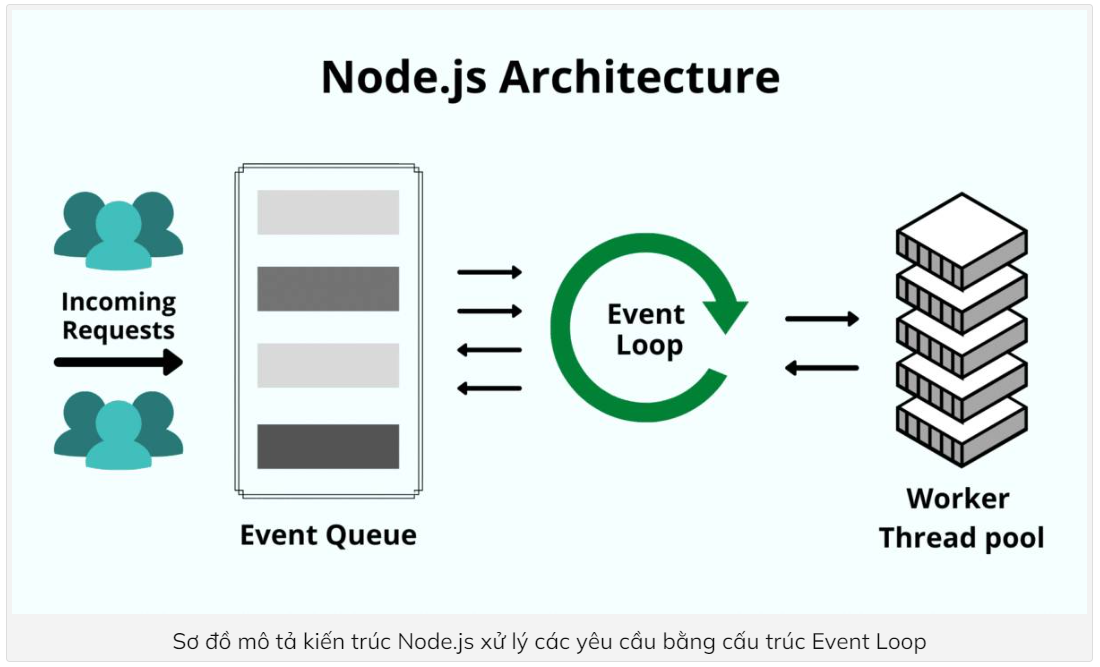 Node.js Architecture
Incoming
Requests
Event Queue
Event
Loop
Worker
Thread pool
Sơ đồ mô tả kiến trúc Node.js xử lý các yêu cầu bằng cấu trúc Event Loop